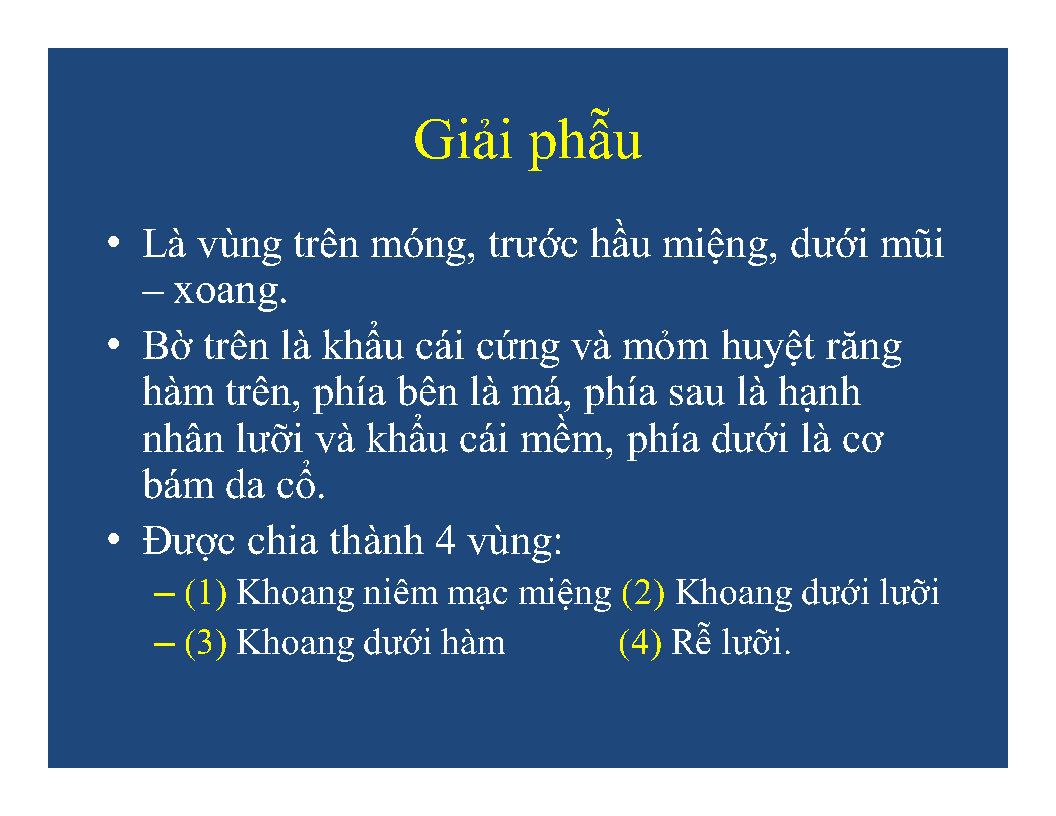 Giải phẫu
• Là vùng trên móng, trước hầu miệng, dưới mũi
– xoang.
• Bờ trên là khẩu cái cứng và mỏm huyệt răng
hàm trên, phía bên là má, phía sau là hạnh
nhân lưỡi và khẩu cái mềm, phía dưới là cơ
bám da cổ.
• Được chia thành 4 vùng:
– (1) Khoang niêm mạc miệng (2) Khoang dưới lưỡi
– (3) Khoang dưới hàm (4) Rễ lưỡi.